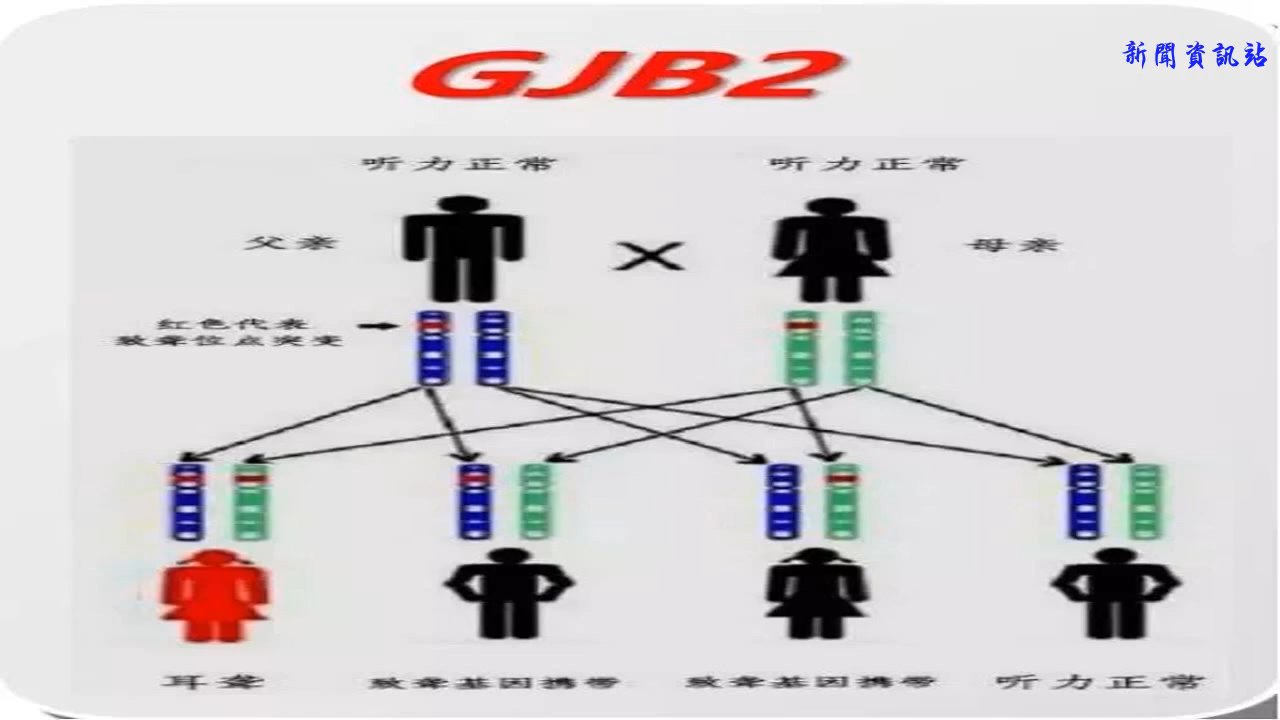 新聞資訊站
GJB2
听力正常
听力正常
父亲
母亲
红色代表
致聋位点突变
耳聋
致聋基因携带
致聋基因携带
听力正常